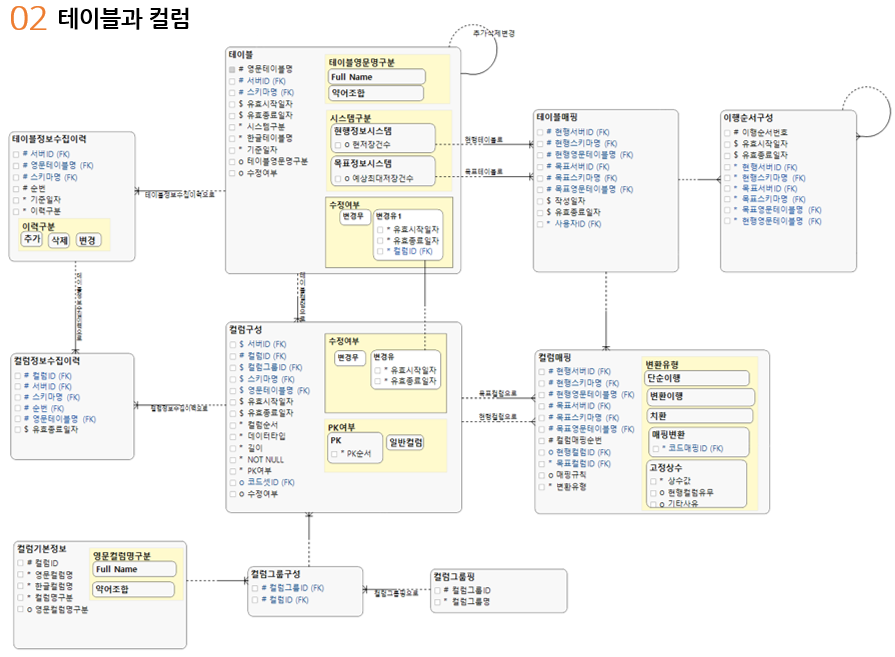 02 테이블과 컬럼
추가삭제변경
테이블
# 영문테이블명
# 서버ID (FK)
# 스키마명 (FK)
$ 유효시작일자
$ 유효종료일자
* 시스템구분
* 한글테이블명
* 기준일자
o 테이블영문명구분
o 수정여부
테이블영문명구분
Full Name
약어조합
시스템구분
현행정보시스템
o 현저장건수
목표정보시스템
o 예상최대저장건수
수정여부
변경무
변경유1
* 유효시작일자
* 유효종료일자
* 컬럼ID (FK)
현행테이블로
목표테이블로
테이블매핑
# 현행서버ID (FK)
# 현행스키마명 (FK)
# 현행영문테이블명 (FK)
# 목표서버ID (FK)
# 목표스키마명 (FK)
# 목표영문테이블명 (FK)
$ 작성일자
$ 유효종료일자
* 사용자ID (FK)
이행순서구성
# 이행순서번호
$ 유효시작일자
$ 유효종료일자
* 현행서버ID (FK)
* 현행스키마명 (FK)
* 목표서버ID (FK)
* 목표스키마명 (FK)
* 목표영문테이블명 (FK)
* 현행영문테이블명 (FK)
테이블정보수집이력
# 서버ID (FK)
# 영문테이블명 (FK)
# 스키마명 (FK)
# 순번
* 기준일자
* 이력구분
이력구분
추가
삭제
변경
테이블정보수집이력으로
테이블정보수집이력으로
테이블컬럼으로
컬럼정보수집이력
# 컬럼ID (FK)
# 서버ID (FK)
# 스키마명 (FK)
# 순번 (FK)
# 영문테이블명 (FK)
$ 유효종료일자
컬럼정보수집이력으로
컬럼구성
$ 서버ID (FK)
# 컬럼ID (FK)
$ 컬럼그룹ID (FK)
$ 스키마명 (FK)
$ 영문테이블명 (FK)
$ 유효시작일자
$ 유효종료일자
* 컬럼순서
* 데이터타입
* 길이
* NOT NULL
* PK여부
o 코드셋ID (FK)
o 수정여부
수정여부
변경무
변경유
* 유효시작일자
* 유효종료일자
PK여부
PK
* PK순서
일반컬럼
목표컬럼으로
현행컬럼으로
컬럼매핑
# 현행서버ID (FK)
# 현행스키마명 (FK)
# 현행영문테이블명 (FK)
# 목표서버ID (FK)
# 목표스키마명 (FK)
# 목표영문테이블명 (FK)
# 컬럼매핑순번
o 현행컬럼ID (FK)
* 목표컬럼ID (FK)
o 매핑규칙
* 변환유형
변환유형
단순이행
변환이행
치환
매핑변환
* 코드매핑ID (FK)
고정상수
* 상수값
o 현행컬럼유무
o 기타사유
컬럼기본정보
# 컬럼ID
* 영문컬럼명
* 한글컬럼명
* 컬럼명구분
o 영문컬럼명구분
영문컬럼명구분
Full Name
약어조합
컬럼그룹구성
# 컬럼그룹ID (FK)
# 컬럼ID (FK)
컬럼그룹핑으로
컬럼그룹핑
# 컬럼그룹ID
* 컬럼그룹명